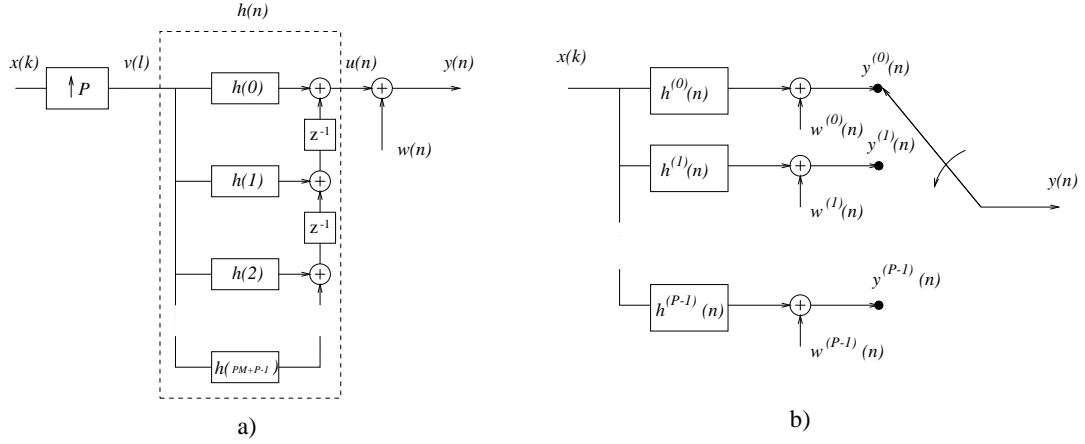 h(n)
x(k)
v(l)
u(n)
y(n)
↑ P
h(0)
+
+
z-1
w(n)
h(1)
+
z-1
h(2)
+
h( PM+P-1)
a)
x(k)
h(0)(n)
+
y(0)(n)
w(0)(n)
y(1)(n)
h(1)(n)
+
w(1)(n)
y(n)
y(P-1)(n)
h(P-1)(n)
+
w(P-1)(n)
b)